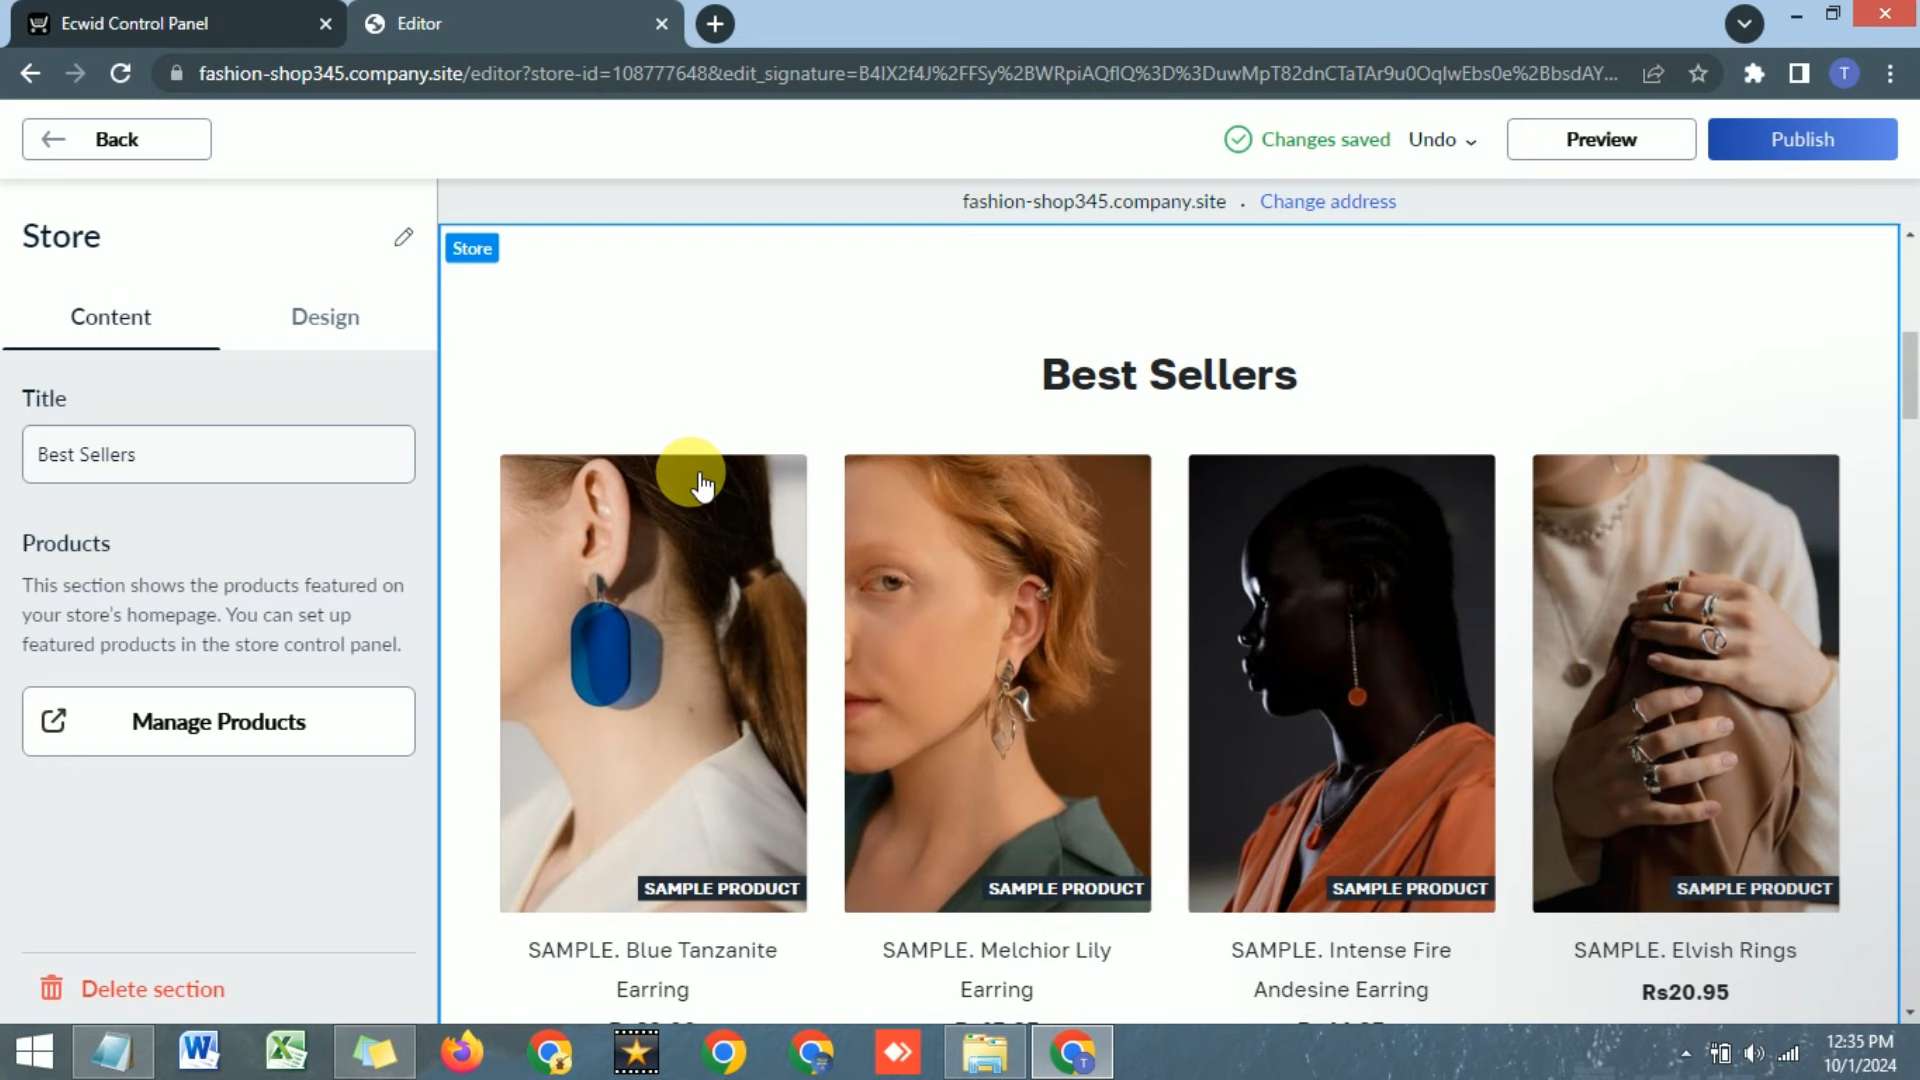 Ecwid Control Panel
Editor
fashion-shop345.company.site/editor?store-id=108777648&edit_signature=B4IX2f4J%2FFSy%2BWRpiAQflQ%3D%3DuwMpT82dnCTaTAr9u0OqIwEbs0e%2BbsdAY...
T
Back
Changes saved
Undo
Preview
Publish
Store
Content
Design
Title
Best Sellers
Products
This section shows the products featured on
your store's homepage. You can set up
featured products in the store control panel.
Manage Products
Delete section
fashion-shop345.company.site . Change address
Store
Best Sellers
SAMPLE PRODUCT
SAMPLE PRODUCT
SAMPLE PRODUCT
SAMPLE PRODUCT
SAMPLE. Blue Tanzanite
Earring
SAMPLE. Melchior Lily
Earring
SAMPLE. Intense Fire
Andesine Earring
SAMPLE. Elvish Rings
Rs20.95
12:35 PM
10/1/2024